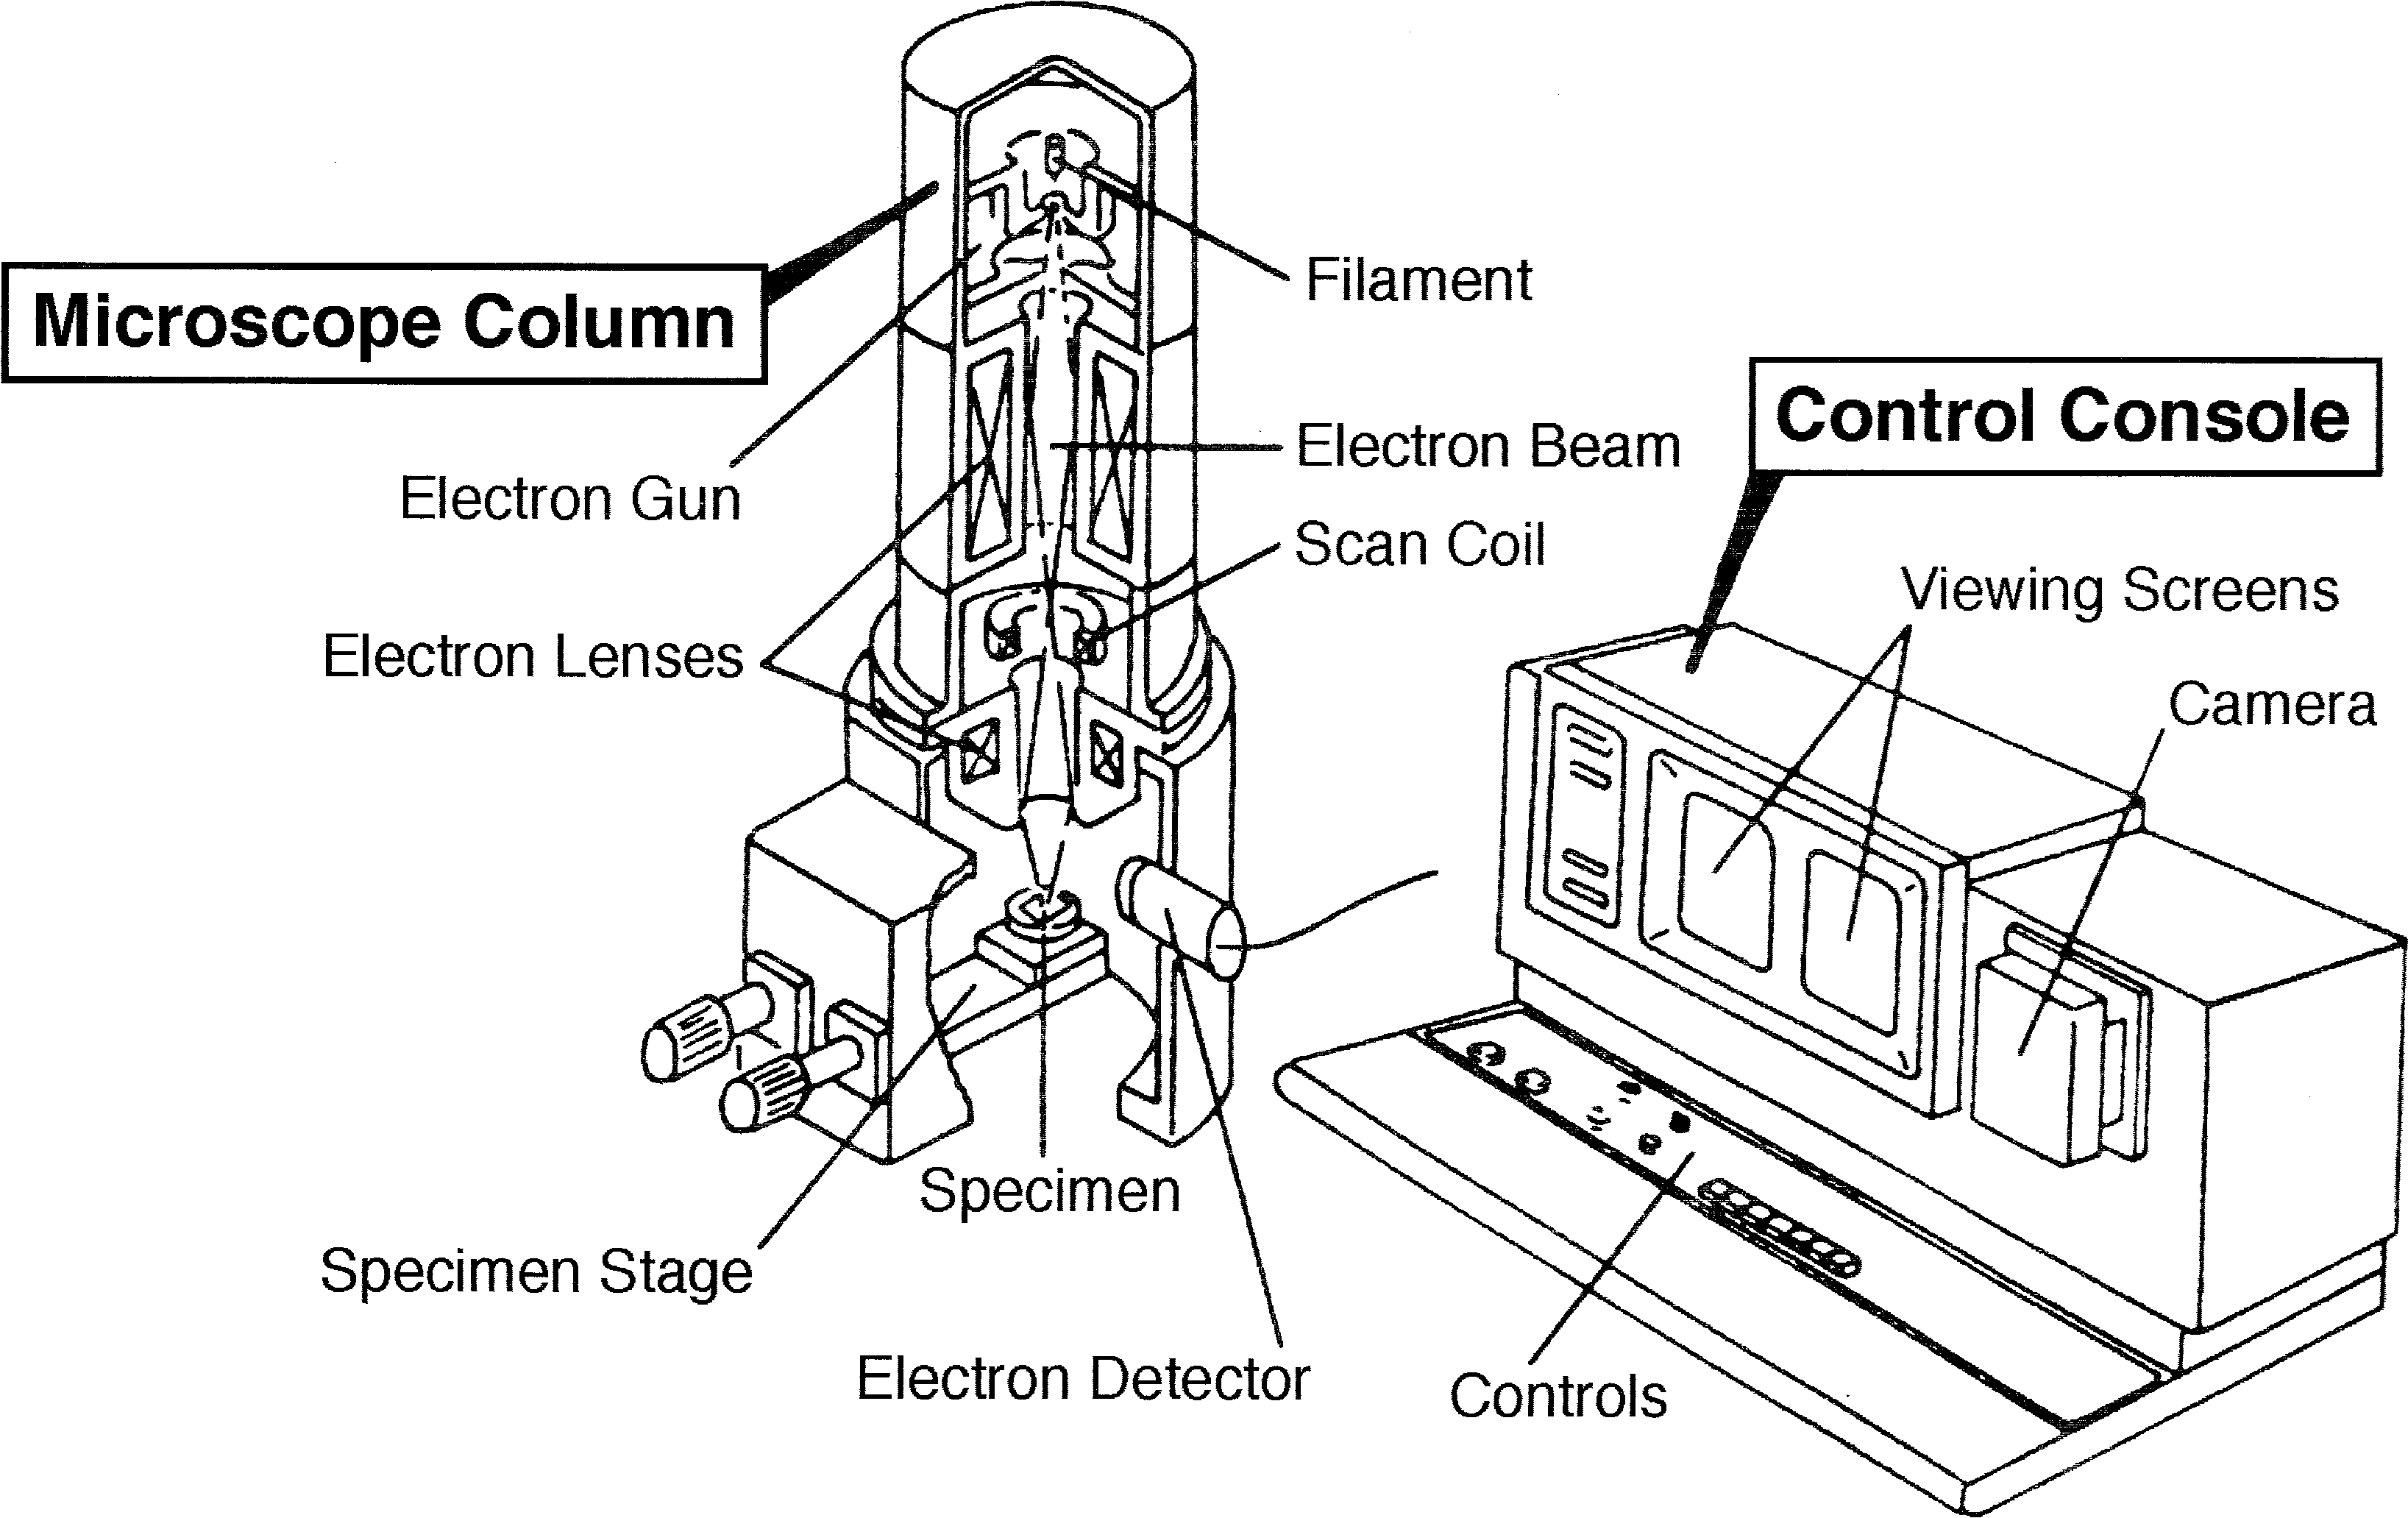 Microscope Column
Filament
Control Console
Electron Beam
Electron Gun
Scan Coil
Viewing Screens
Electron Lenses
Camera
Specimen
Specimen Stage
Electron Detector
Controls